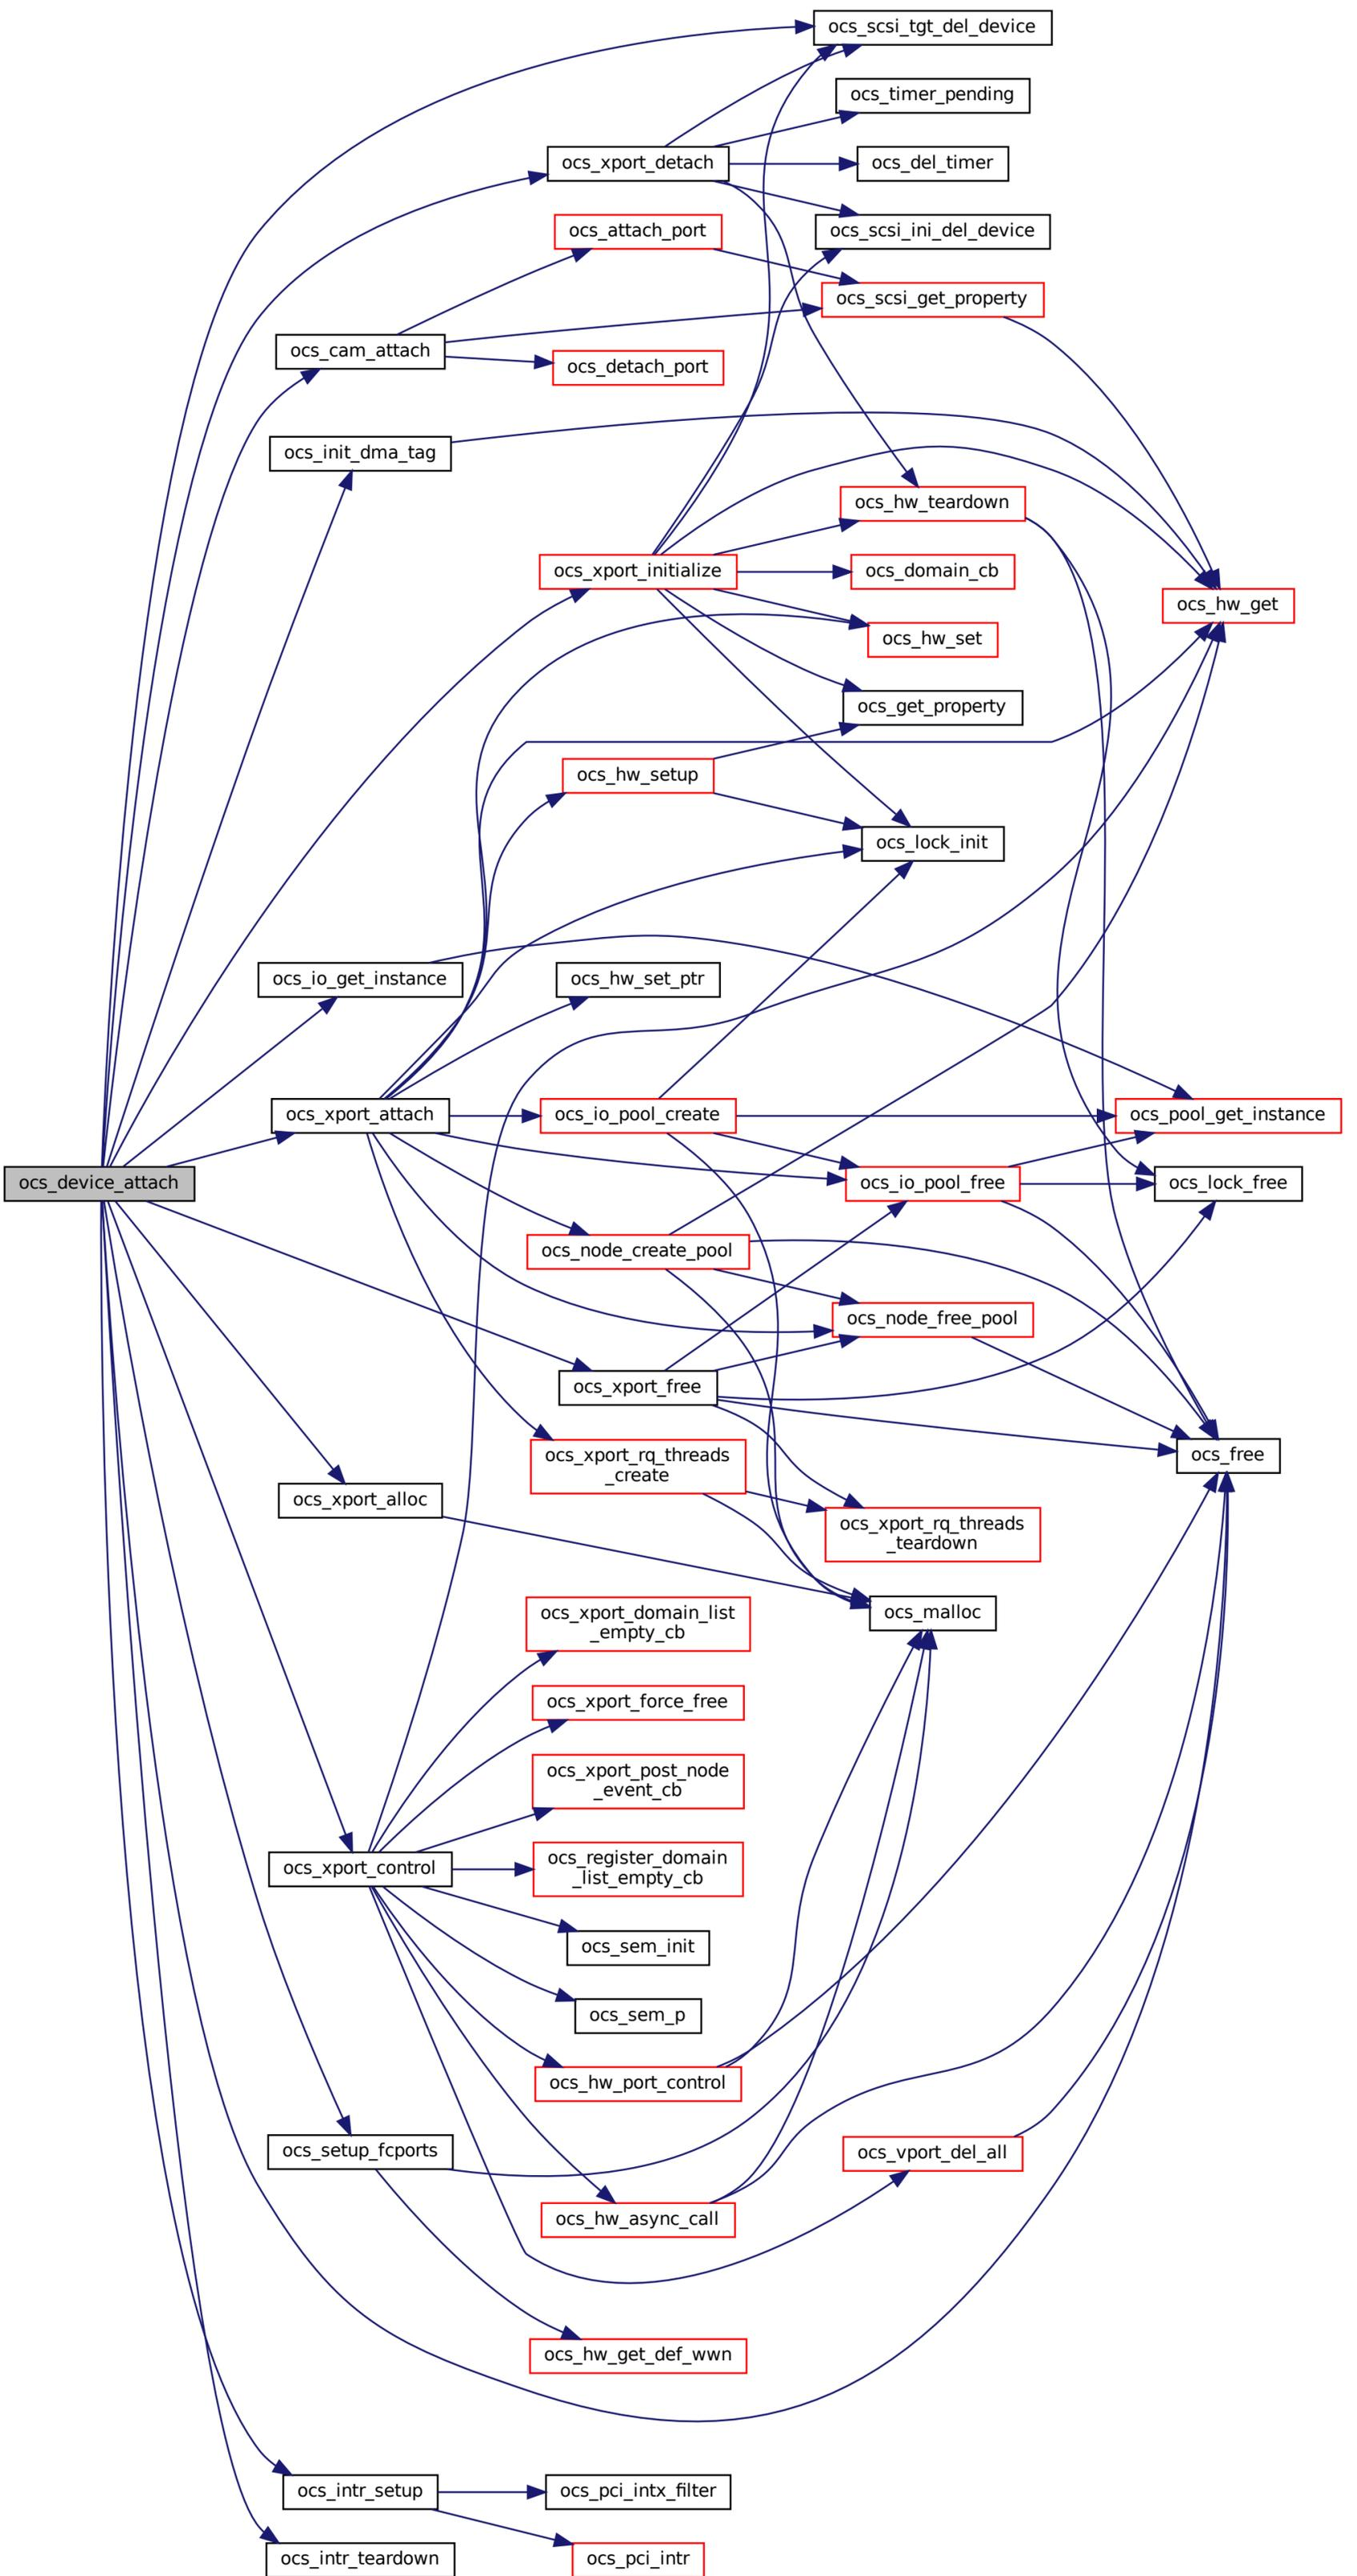 ocs_scsi_tgt_del_device
ocs_timer_pending
ocs_xport_detach
ocs_del_timer
ocs_attach_port
ocs_scsi_ini_del_device
ocs_scsi_get_property
ocs_cam_attach
ocs_detach_port
ocs_init_dma_tag
ocs_hw_teardown
ocs_xport_initialize
ocs_domain_cb
ocs_hw_get
ocs_hw_set
ocs_get_property
ocs_hw_setup
ocs_lock_init
ocs_io_get_instance
ocs_hw_set_ptr
ocs_xport_attach
ocs_io_pool_create
ocs_pool_get_instance
ocs_device_attach
ocs_io_pool_free
ocs_lock_free
ocs_node_create_pool
ocs_node_free_pool
ocs_xport_free
ocs_free
ocs_xport_rq_threads
_create
ocs_xport_alloc
ocs_xport_rq_threads
_teardown
ocs_malloc
ocs_xport_domain_list
_empty_cb
ocs_xport_force_free
ocs_xport_post_node
_event_cb
ocs_xport_control
ocs_register_domain
_list_empty_cb
ocs_sem_init
ocs_sem_p
ocs_hw_port_control
ocs_setup_fcports
ocs_vport_del_all
ocs_hw_async_call
ocs_hw_get_def_wwn
ocs_intr_setup
ocs_pci_intx_filter
ocs_intr_teardown
ocs_pci_intr